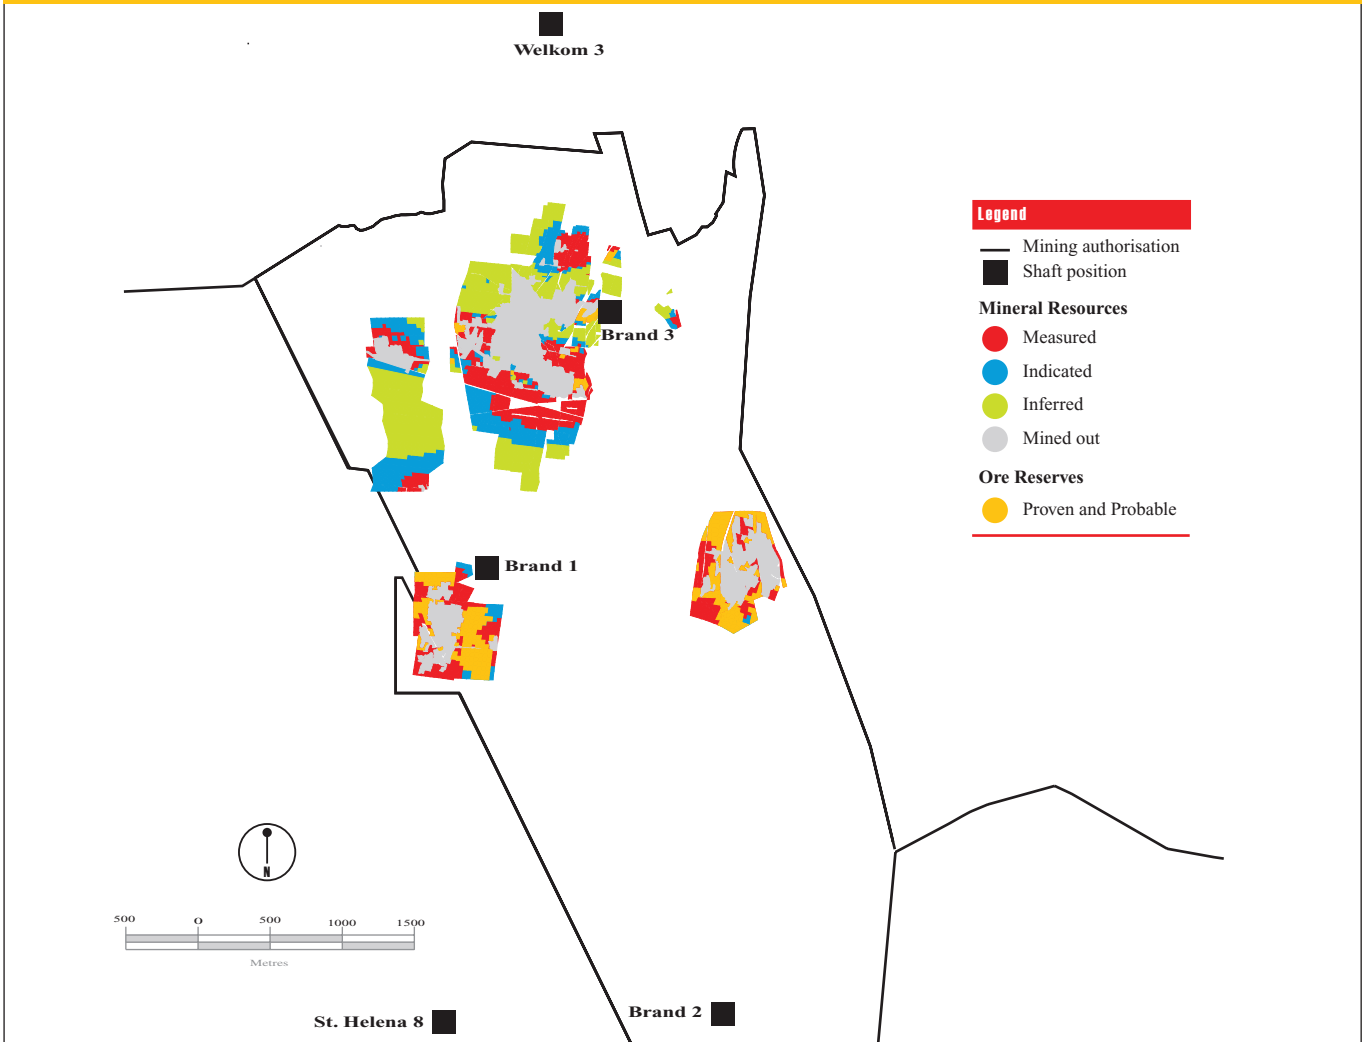 Welkom 3
Legend
Mining authorisation
Shaft position
Mineral Resources
Measured
Indicated
Inferred
Mined out
Ore Reserves
Proven and Probable
Brand 3
Brand 1
N
500 0 500 1000 1500
Metres
St. Helena 8
Brand 2